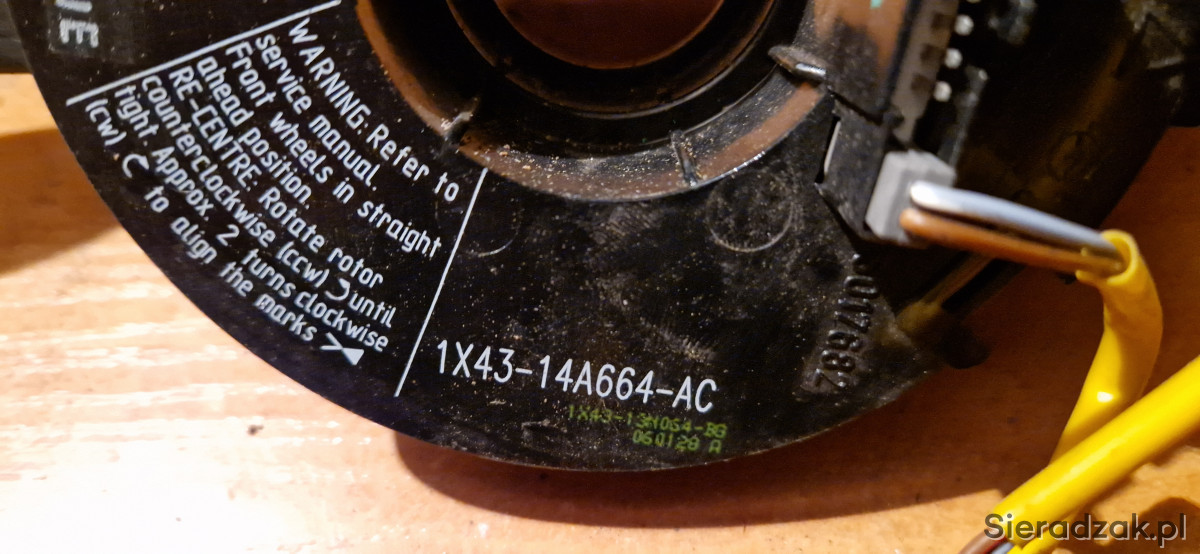 WARNING: Refer to
service manual.
Front wheels in straight
ahead position.
RE-CENTRE: Rotate rotor
counterclockwise (ccw) until
tight. Approx. 2 turns clockwise
(cw). to align the marks
1X43-14A664-AC
1X43-13N064-BG
060128 A
Sieradzak.pl